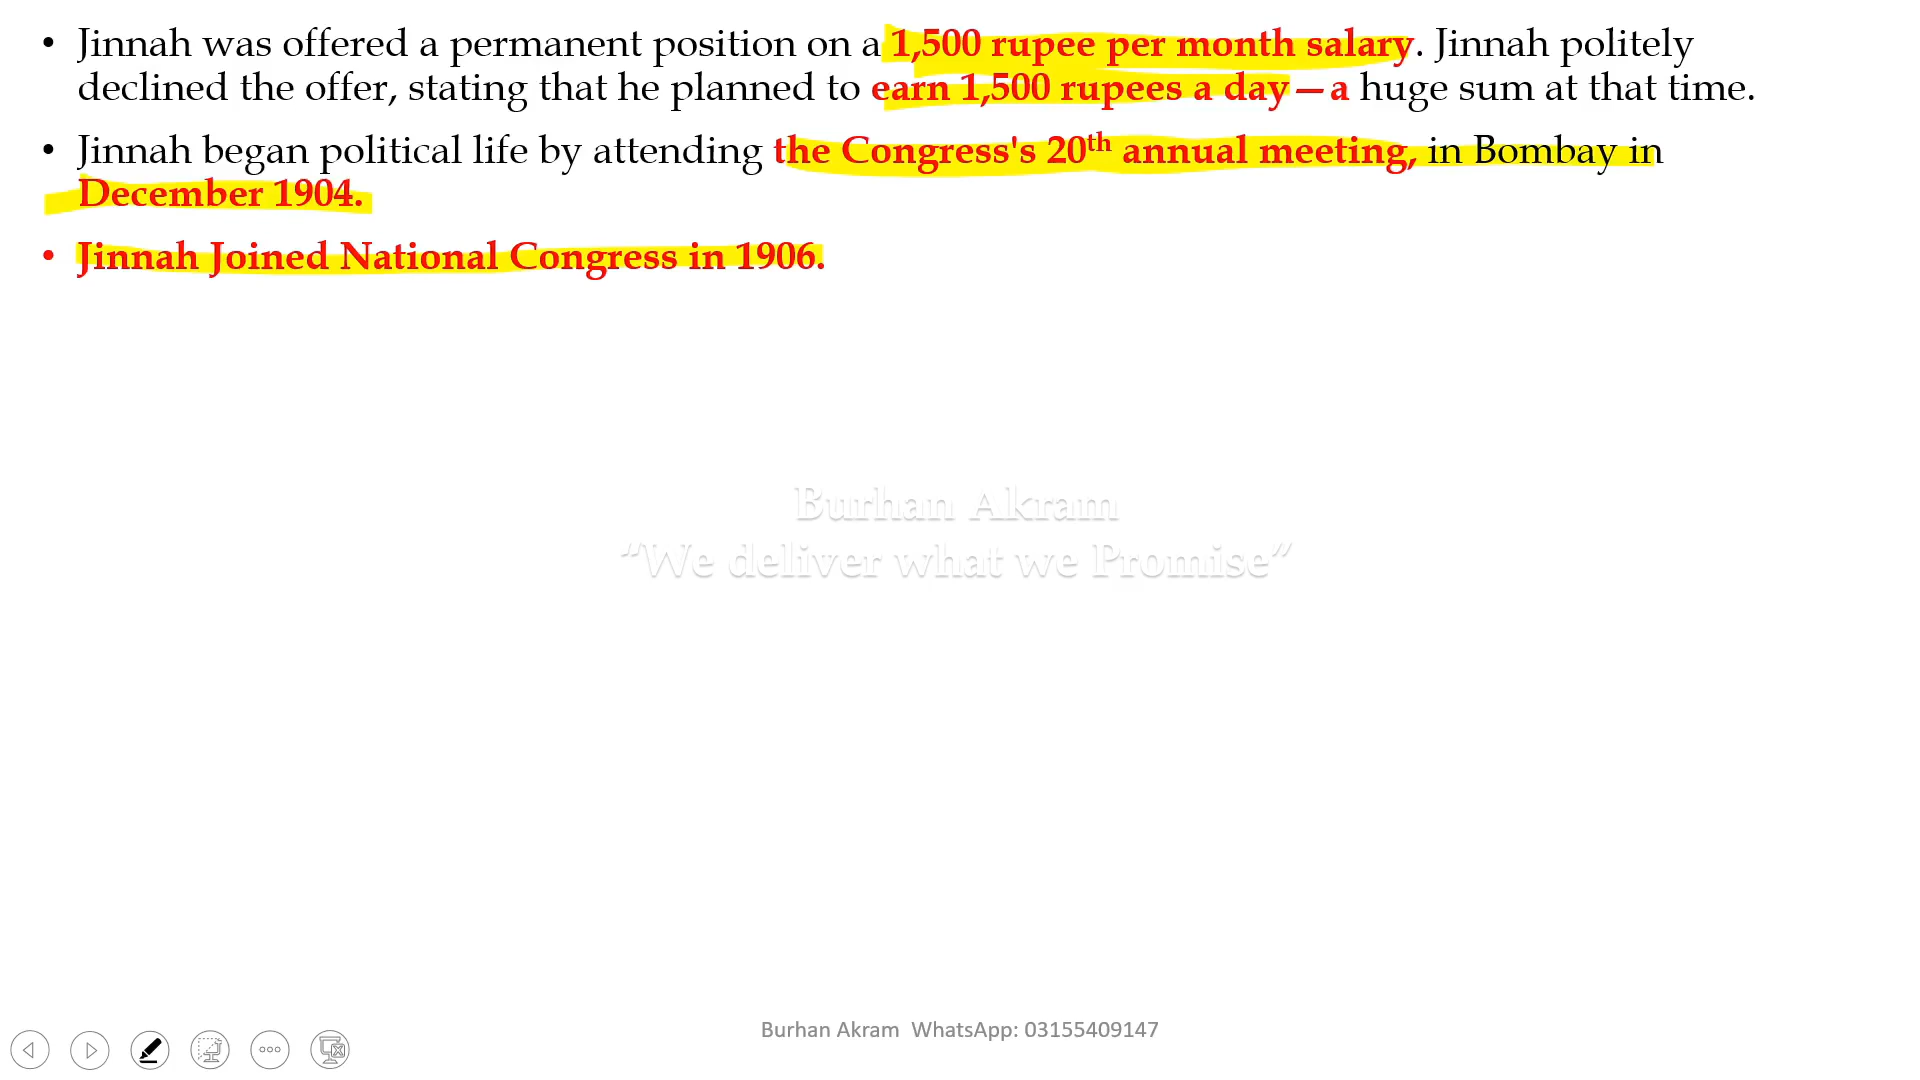 • Jinnah was offered a permanent position on a 1,500 rupee per month salary. Jinnah politely
declined the offer, stating that he planned to earn 1,500 rupees a day—a huge sum at that time.
• Jinnah began political life by attending the Congress's 20th annual meeting, in Bombay in
December 1904.
• Jinnah Joined National Congress in 1906.
Burhan Akram
“We deliver what we Promise”
Burhan Akram WhatsApp: 03155409147